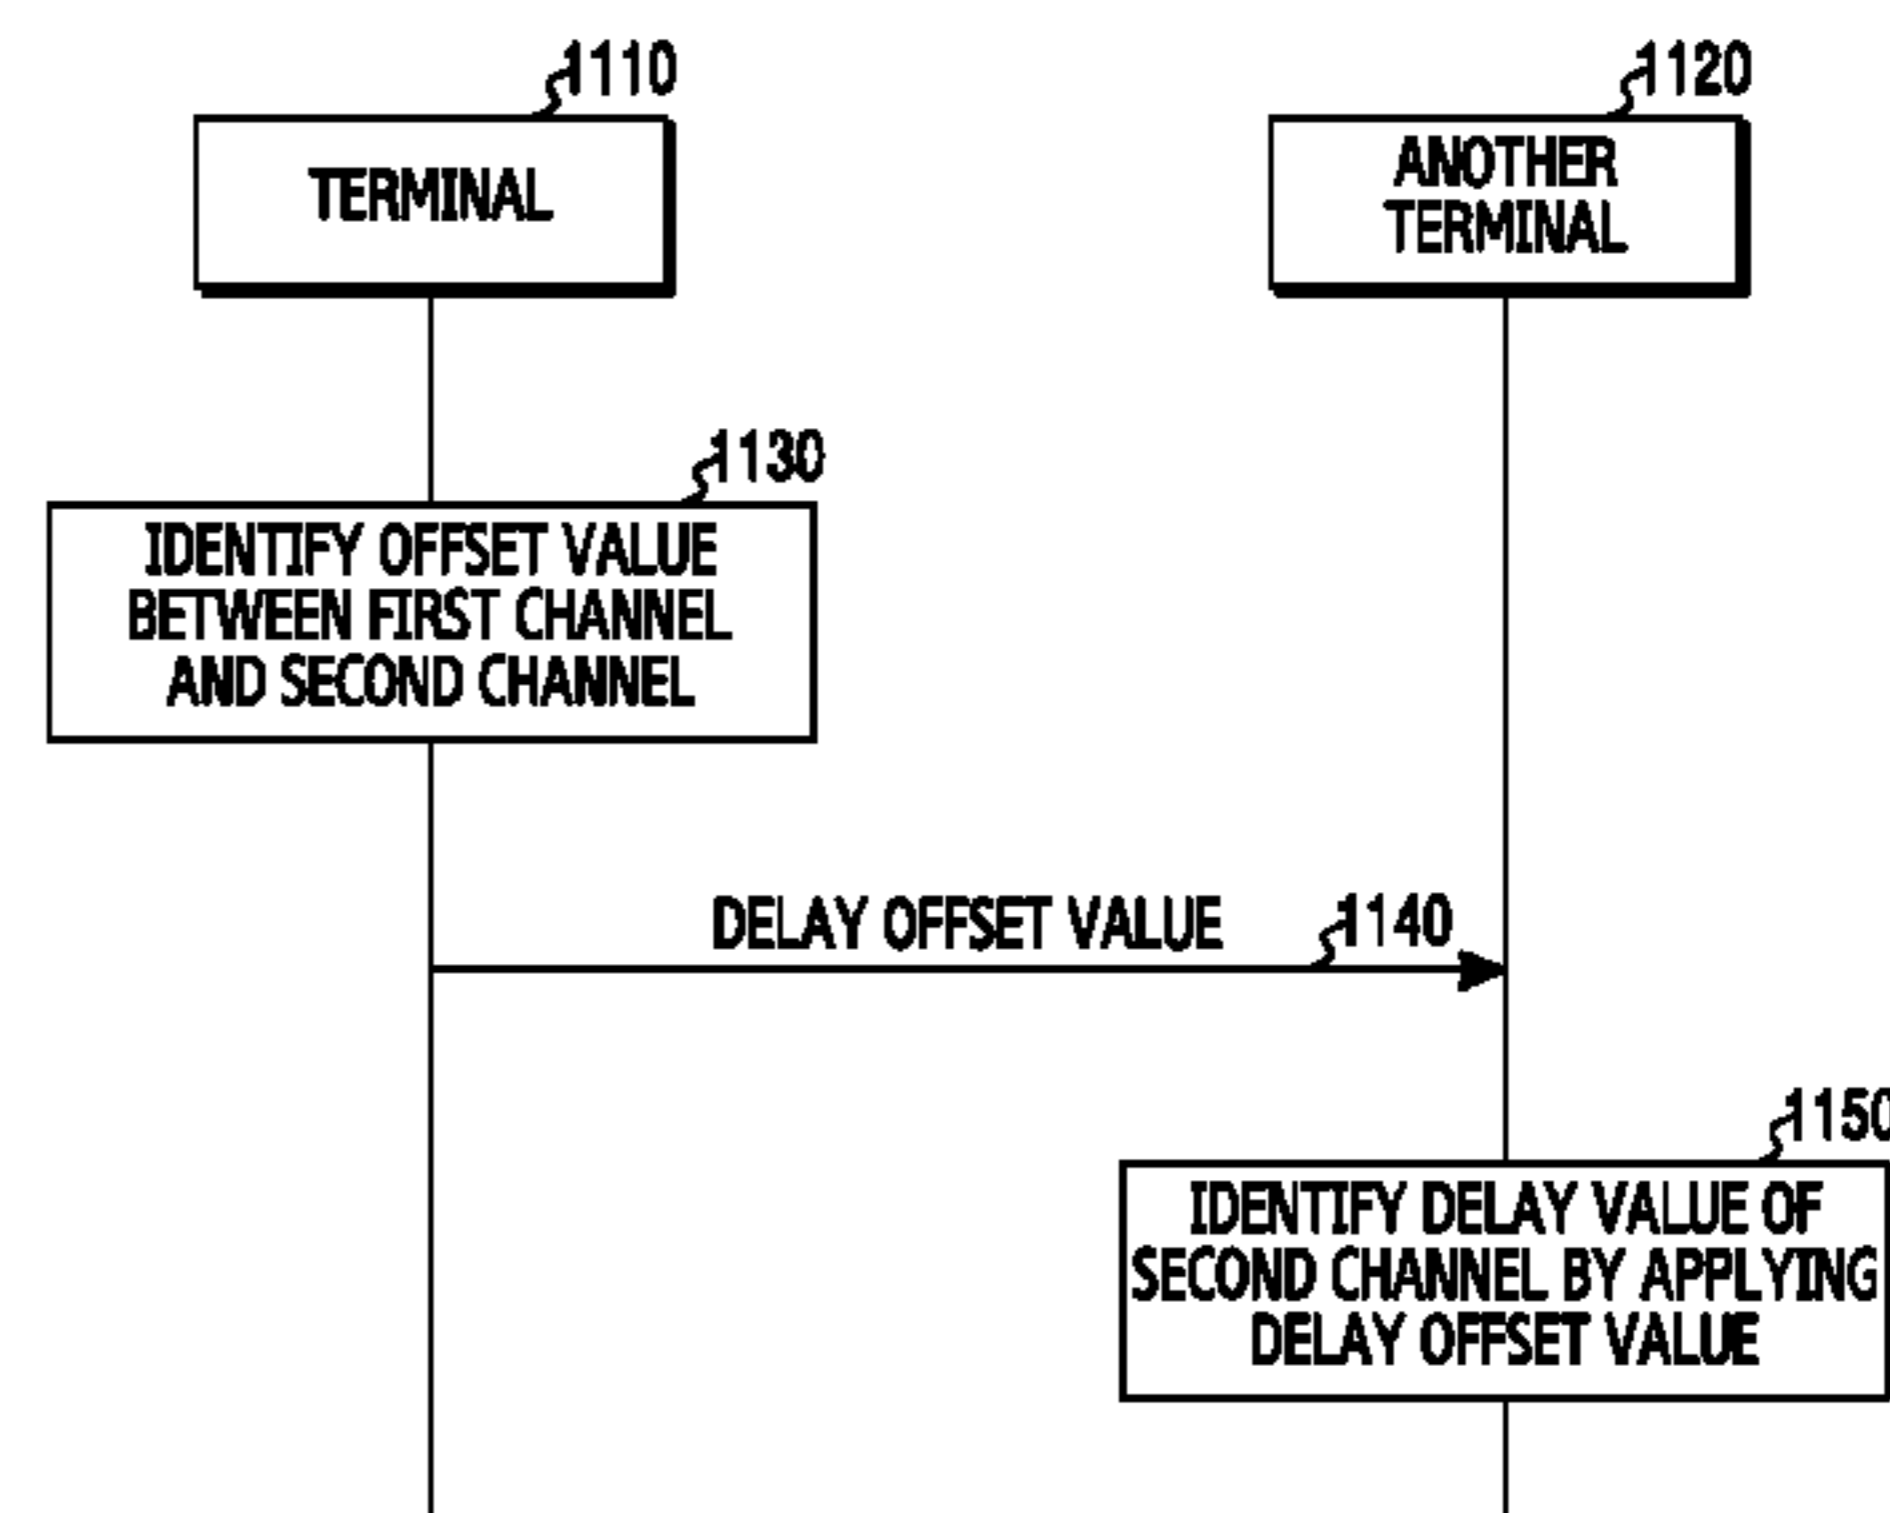 1110
TERMINAL
1120
ANOTHER
TERMINAL
1130
IDENTIFY OFFSET VALUE
BETWEEN FIRST CHANNEL
AND SECOND CHANNEL
DELAY OFFSET VALUE
1140
1150
IDENTIFY DELAY VALUE OF
SECOND CHANNEL BY APPLYING
DELAY OFFSET VALUE